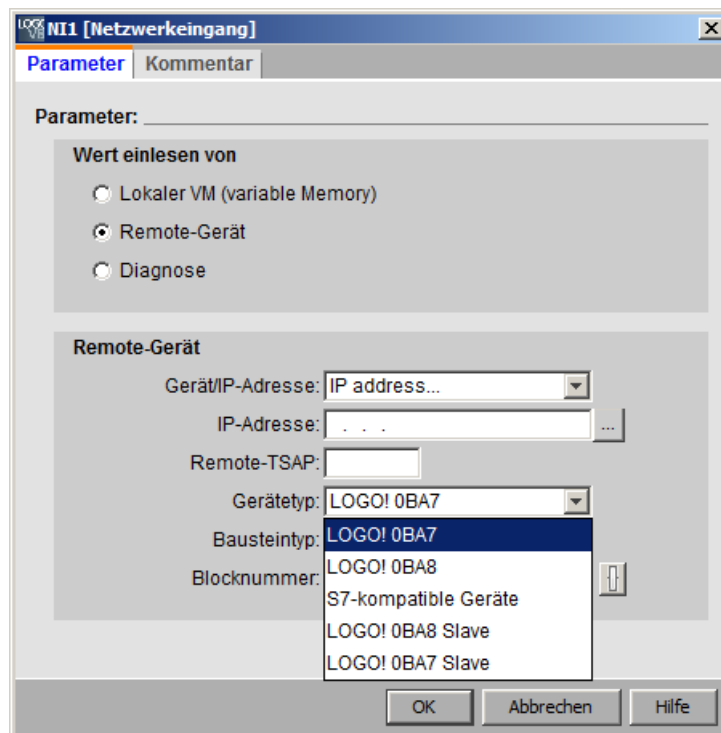 NI1 [Netzwerkeingang]
Parameter Kommentar
Parameter:
Wert einlesen von
Lokaler VM (variable Memory)
Remote-Gerät
Diagnose
Remote-Gerät
Gerät/IP-Adresse: IP address...
IP-Adresse: . . . ...
Remote-TSAP:
Gerätetyp: LOGO! 0BA7
Bausteintyp: LOGO! 0BA7
LOGO! 0BA8
Blocknummer: S7-kompatible Geräte
LOGO! 0BA8 Slave
LOGO! 0BA7 Slave
OK Abbrechen Hilfe